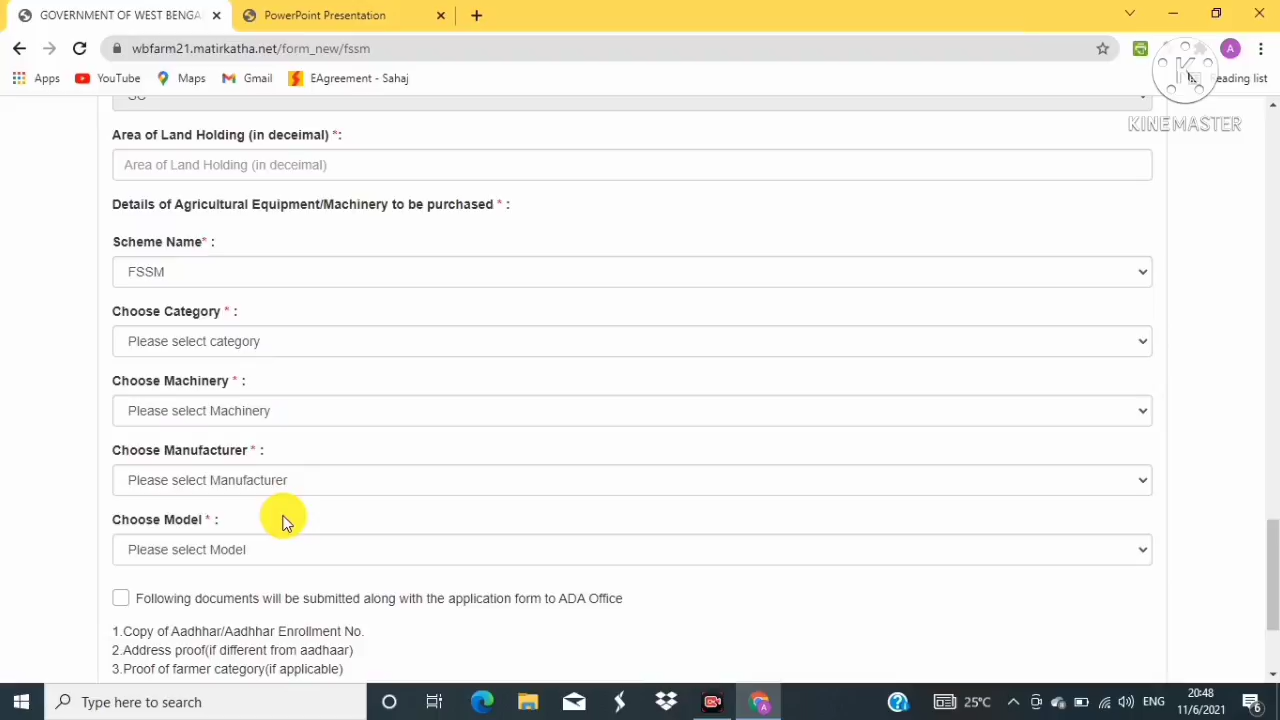 GOVERNMENT OF WEST BENGA
PowerPoint Presentation
wbfarm21.matirkatha.net/form_new/fssm
A
Apps
YouTube
Maps
Gmail
EAgreement - Sahaj
Reading list
K
KINEMASTER
SC
Area of Land Holding (in deceimal) *:
Area of Land Holding (in deceimal)
Details of Agricultural Equipment/Machinery to be purchased * :
Scheme Name* :
FSSM
Choose Category * :
Please select category
Choose Machinery * :
Please select Machinery
Choose Manufacturer * :
Please select Manufacturer
Choose Model * :
Please select Model
Following documents will be submitted along with the application form to ADA Office
1.Copy of Aadhhar/Aadhhar Enrollment No.
2.Address proof(if different from aadhaar)
3.Proof of farmer category(if applicable)
Type here to search
25°C
ENG
20:48
11/6/2021
6